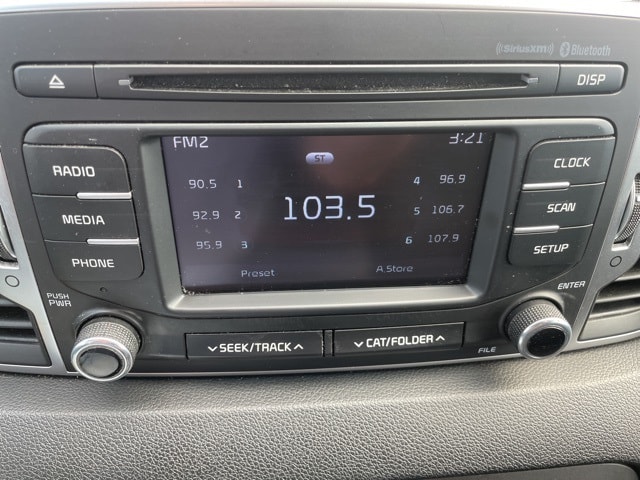 ((SiriusXM)) Bluetooth
DISP
FM2 3:21
ST
RADIO
MEDIA
PHONE
90.5 1
92.9 2
95.9 3
103.5
4 96.9
5 106.7
6 107.9
Preset A.Store
CLOCK
SCAN
SETUP
PUSH
PWR
ENTER
SEEK/TRACK
CAT/FOLDER
FILE